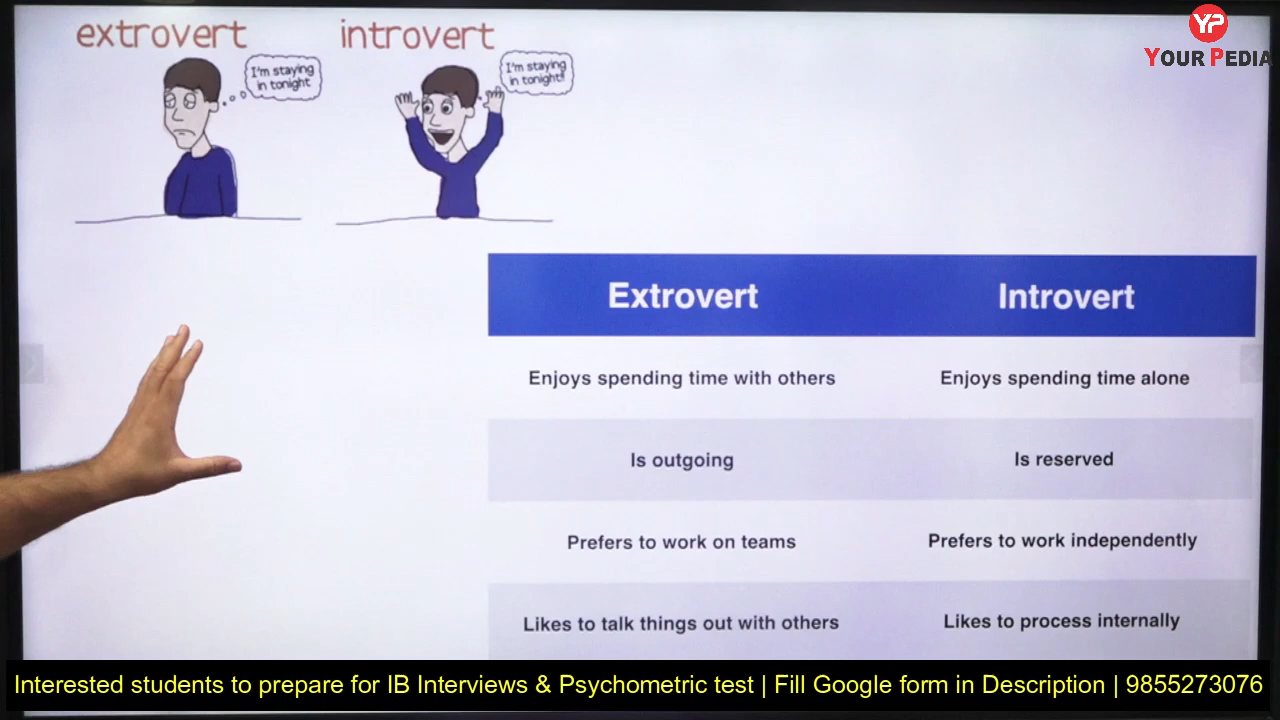 extrovert
introvert
I'm staying
in tonight
I'm staying
in tonight!
YP
YOUR PEDIA
Extrovert Introvert
Enjoys spending time with others Enjoys spending time alone
Is outgoing Is reserved
Prefers to work on teams Prefers to work independently
Likes to talk things out with others Likes to process internally
Interested students to prepare for IB Interviews & Psychometric test | Fill Google form in Description | 9855273076